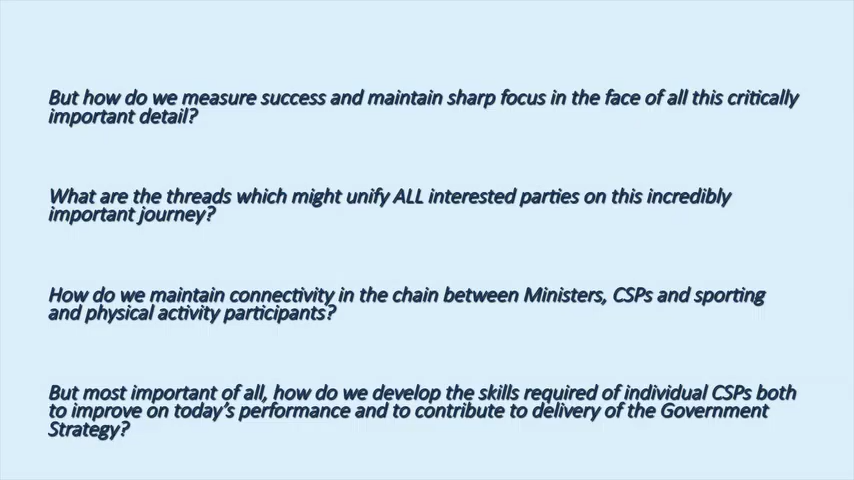 But how do we measure success and maintain sharp focus in the face of all this critically
important detail?
What are the threads which might unify ALL interested parties on this incredibly
important journey?
How do we maintain connectivity in the chain between Ministers, CSPs and sporting
and physical activity participants?
But most important of all, how do we develop the skills required of individual CSPs both
to improve on today's performance and to contribute to delivery of the Government
Strategy?